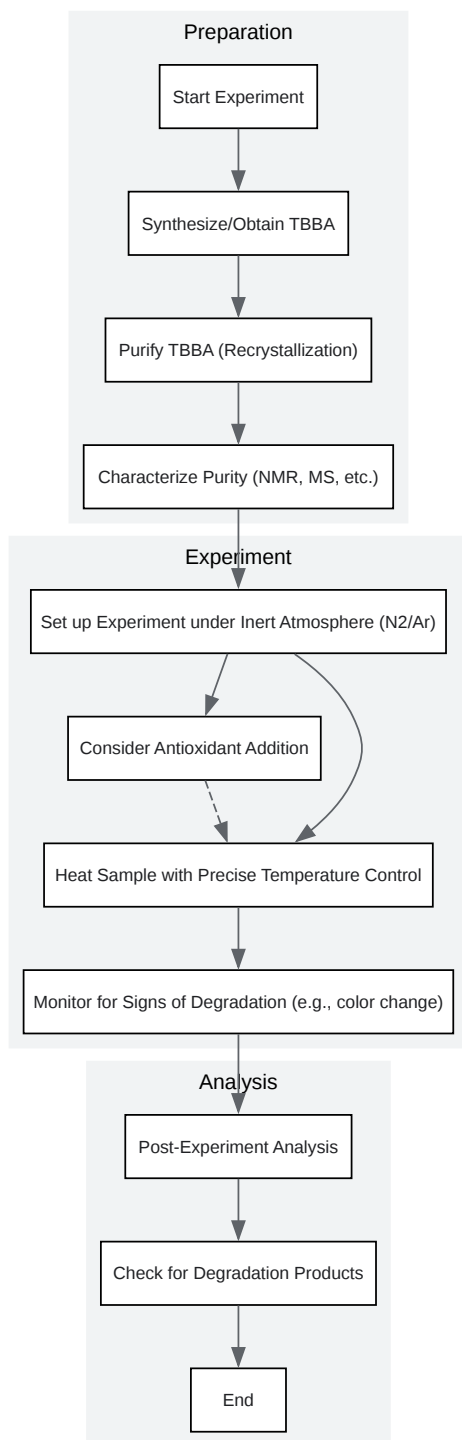 Preparation
Start Experiment
Synthesize/Obtain TBBA
Purify TBBA (Recrystallization)
Characterize Purity (NMR, MS, etc.)
Experiment
Set up Experiment under Inert Atmosphere (N2/Ar)
Consider Antioxidant Addition
Heat Sample with Precise Temperature Control
Monitor for Signs of Degradation (e.g., color change)
Analysis
Post-Experiment Analysis
Check for Degradation Products
End